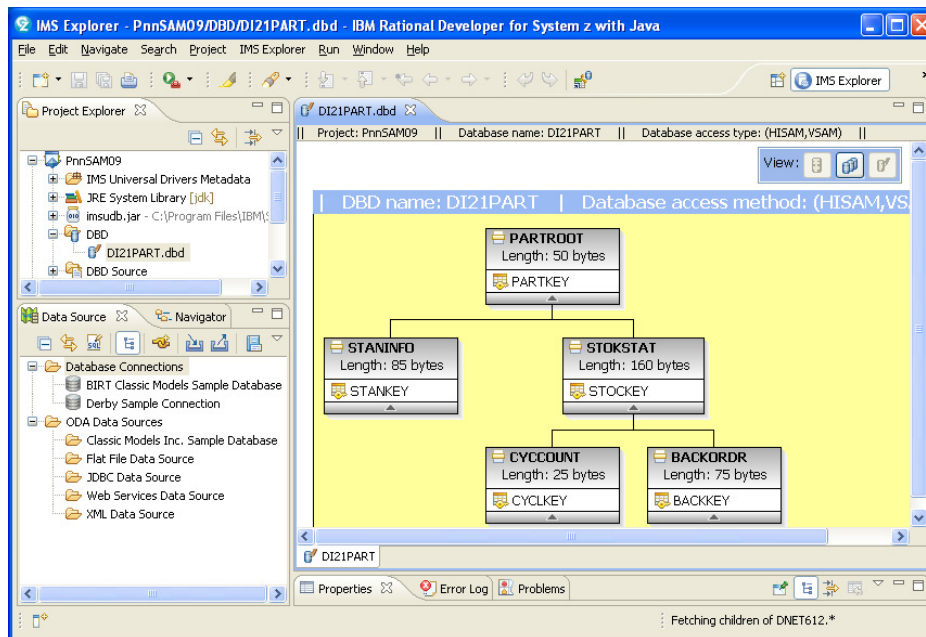 IMS Explorer - PnnSAM09/DBD/DI21PART.dbd - IBM Rational Developer for System z with Java
File Edit Navigate Search Project IMS Explorer Run Window Help
IMS Explorer
Project Explorer
PnnSAM09
IMS Universal Drivers Metadata
JRE System Library [jdk]
imsudb.jar - C:\Program Files\IBM\
DBD
DI21PART.dbd
DBD Source
Data Source
Navigator
Database Connections
BIRT Classic Models Sample Database
Derby Sample Connection
ODA Data Sources
Classic Models Inc. Sample Database
Flat File Data Source
JDBC Data Source
Web Services Data Source
XML Data Source
DI21PART.dbd
|| Project: PnnSAM09 || Database name: DI21PART || Database access type: (HISAM,VSAM) ||
View:
| DBD name: DI21PART | Database access method: (HISAM,VSA
PARTROOT
Length: 50 bytes
PARTKEY
STANINFO
Length: 85 bytes
STANKEY
STOKSTAT
Length: 160 bytes
STOCKEY
CYCCOUNT
Length: 25 bytes
CYCLKEY
BACKORDR
Length: 75 bytes
BACKKEY
DI21PART
Properties Error Log Problems
Fetching children of DNET612.*